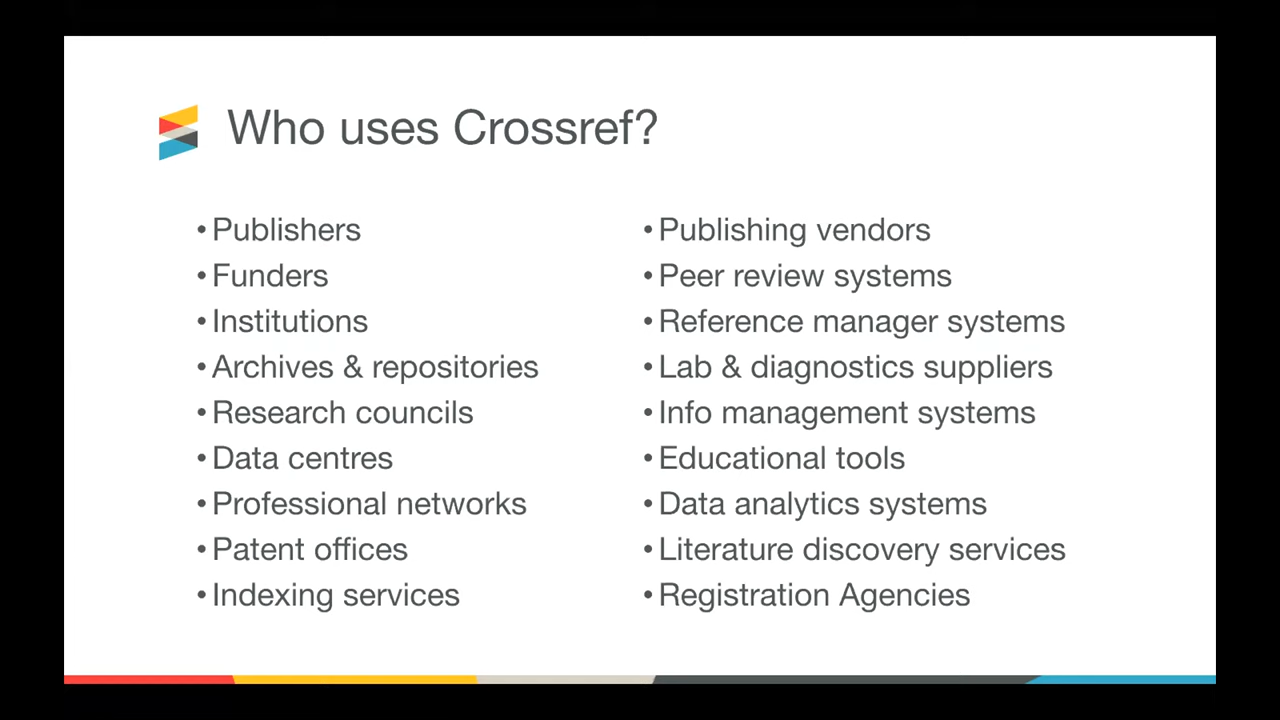 Who uses Crossref?
• Publishers
• Funders
• Institutions
• Archives & repositories
• Research councils
• Data centres
• Professional networks
• Patent offices
• Indexing services
• Publishing vendors
• Peer review systems
• Reference manager systems
• Lab & diagnostics suppliers
• Info management systems
• Educational tools
• Data analytics systems
• Literature discovery services
• Registration Agencies